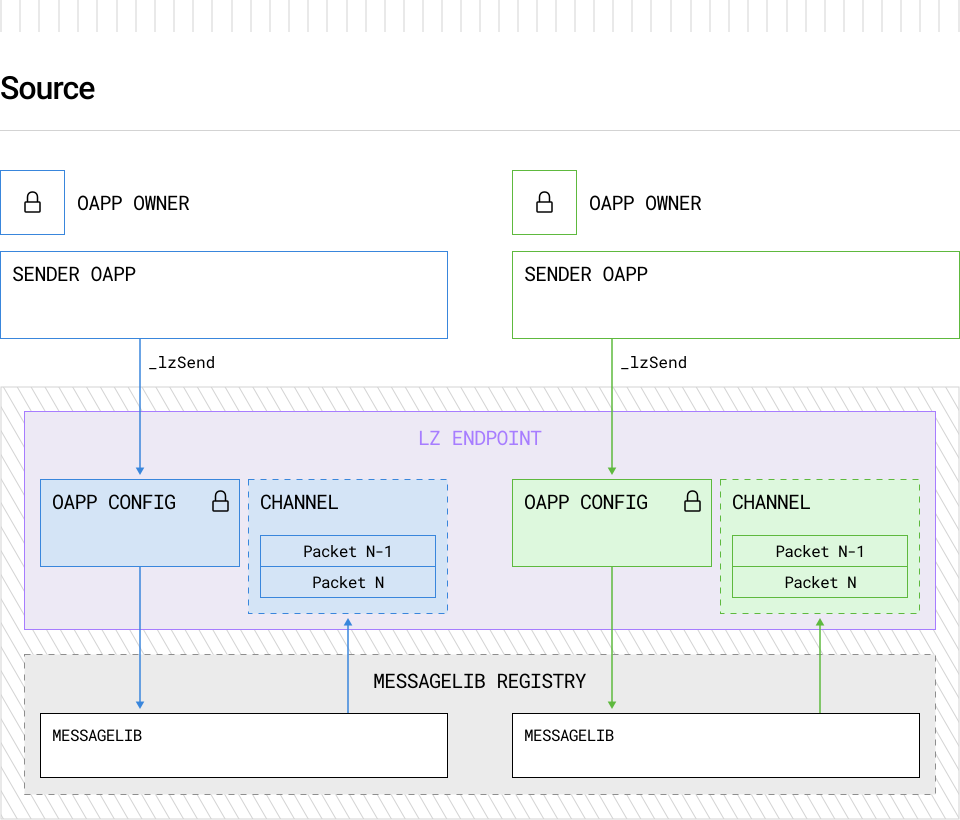 Source
OAPP OWNER
OAPP OWNER
SENDER OAPP
SENDER OAPP
_lzSend
_lzSend
LZ ENDPOINT
OAPP CONFIG
CHANNEL
Packet N-1
Packet N
OAPP CONFIG
CHANNEL
Packet N-1
Packet N
MESSAGELIB REGISTRY
MESSAGELIB
MESSAGELIB